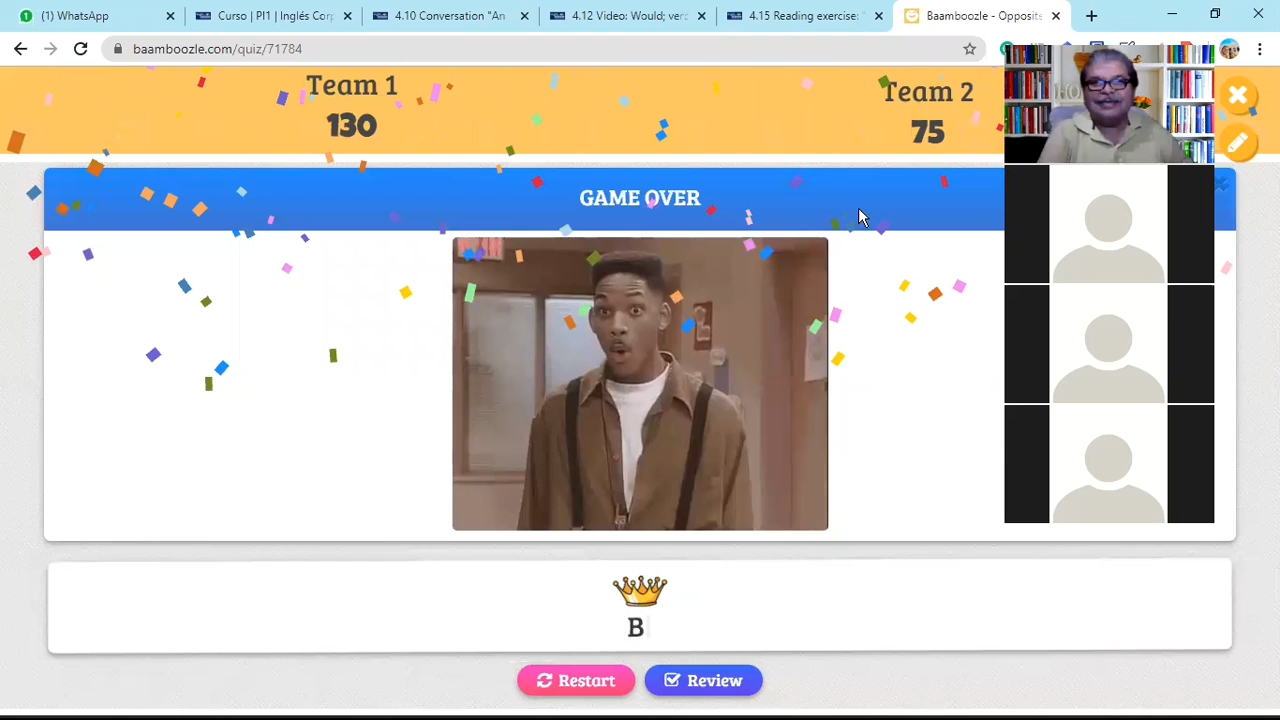 (1) WhatsApp
Curso | PI1 | Inglés Corp
4.10 Conversation "An
4.12 Video: Would; ver
4.15 Reading exercise: "
Baamboozle - Opposit
baamboozle.com/quiz/71784
Team 1
130
Team 2
75
GAME OVER
B
Restart
Review